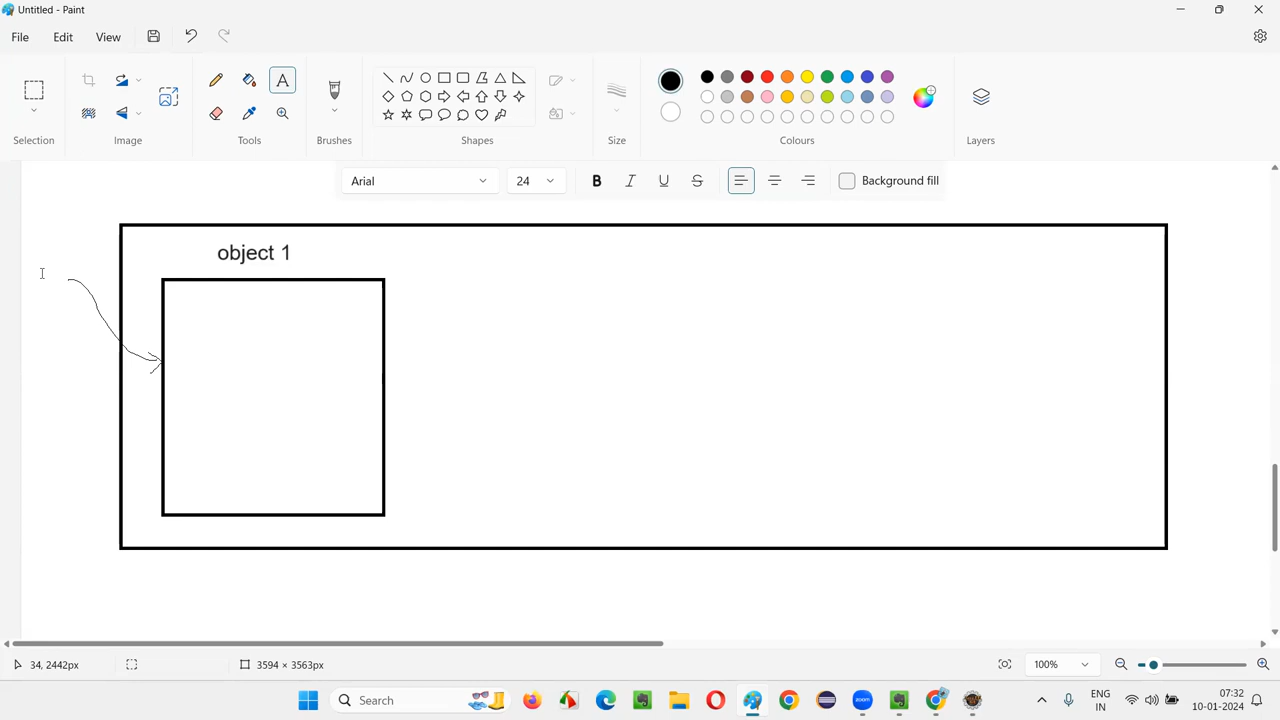 Untitled - Paint
File Edit View
Selection Image Tools Brushes Shapes Size Colours Layers
Arial 24 B I U S Background fill
object 1
34, 2442px 3594 × 3563px 100%
Search ENG 07:32
IN 10-01-2024